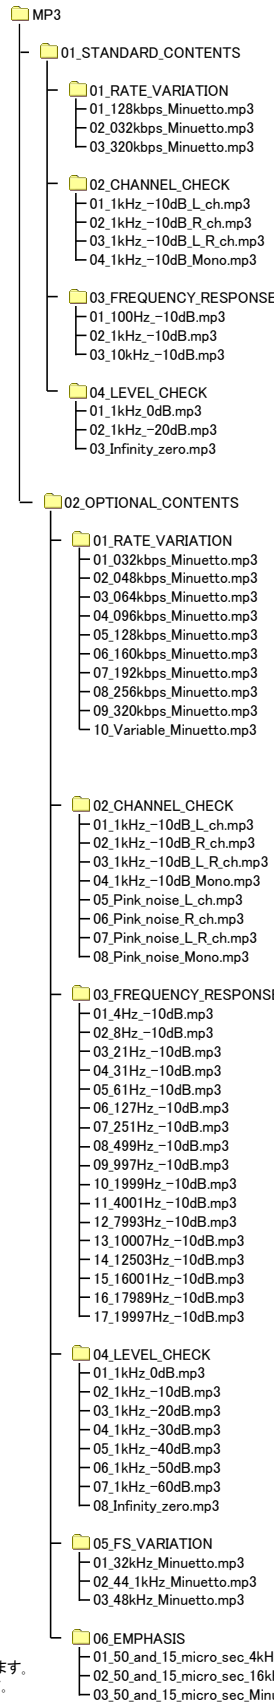 MP3
01_STANDARD_CONTENTS
01_RATE_VARIATION
01_128kbps_Minuetto.mp3
02_032kbps_Minuetto.mp3
03_320kbps_Minuetto.mp3
02_CHANNEL_CHECK
01_1kHz_-10dB_L_ch.mp3
02_1kHz_-10dB_R_ch.mp3
03_1kHz_-10dB_L_R_ch.mp3
04_1kHz_-10dB_Mono.mp3
03_FREQUENCY_RESPONSE
01_100Hz_-10dB.mp3
02_1kHz_-10dB.mp3
03_10kHz_-10dB.mp3
04_LEVEL_CHECK
01_1kHz_0dB.mp3
02_1kHz_-20dB.mp3
03_Infinity_zero.mp3
02_OPTIONAL_CONTENTS
01_RATE_VARIATION
01_032kbps_Minuetto.mp3
02_048kbps_Minuetto.mp3
03_064kbps_Minuetto.mp3
04_096kbps_Minuetto.mp3
05_128kbps_Minuetto.mp3
06_160kbps_Minuetto.mp3
07_192kbps_Minuetto.mp3
08_256kbps_Minuetto.mp3
09_320kbps_Minuetto.mp3
10_Variable_Minuetto.mp3
02_CHANNEL_CHECK
01_1kHz_-10dB_L_ch.mp3
02_1kHz_-10dB_R_ch.mp3
03_1kHz_-10dB_L_R_ch.mp3
04_1kHz_-10dB_Mono.mp3
05_Pink_noise_L_ch.mp3
06_Pink_noise_R_ch.mp3
07_Pink_noise_L_R_ch.mp3
08_Pink_noise_Mono.mp3
03_FREQUENCY_RESPONSE
01_4Hz_-10dB.mp3
02_8Hz_-10dB.mp3
03_21Hz_-10dB.mp3
04_31Hz_-10dB.mp3
05_61Hz_-10dB.mp3
06_127Hz_-10dB.mp3
07_251Hz_-10dB.mp3
08_499Hz_-10dB.mp3
09_997Hz_-10dB.mp3
10_1999Hz_-10dB.mp3
11_4001Hz_-10dB.mp3
12_7993Hz_-10dB.mp3
13_10007Hz_-10dB.mp3
14_12503Hz_-10dB.mp3
15_16001Hz_-10dB.mp3
16_17989Hz_-10dB.mp3
17_19997Hz_-10dB.mp3
04_LEVEL_CHECK
01_1kHz_0dB.mp3
02_1kHz_-10dB.mp3
03_1kHz_-20dB.mp3
04_1kHz_-30dB.mp3
05_1kHz_-40dB.mp3
06_1kHz_-50dB.mp3
07_1kHz_-60dB.mp3
08_Infinity_zero.mp3
05_FS_VARIATION
01_32kHz_Minuetto.mp3
02_44_1kHz_Minuetto.mp3
03_48kHz_Minuetto.mp3
06_EMPHASIS
01_50_and_15_micro_sec_4kH
ます。
02_50_and_15_micro_sec_16k
。
03_50_and_15_micro_sec_Minu